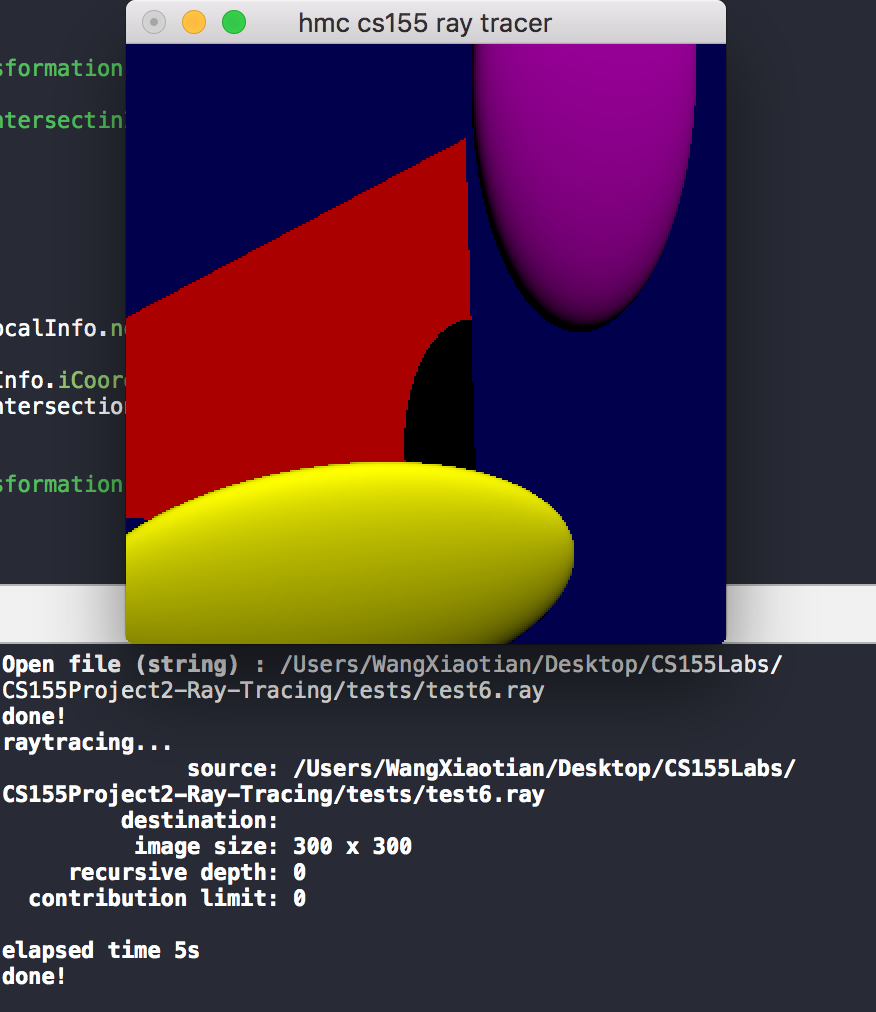 hmc cs155 ray tracer
sformation
ntersectin
ocalInfo.n
Info.iCoor
ntersectio
sformation
Open file (string) : /Users/WangXiaotian/Desktop/CS155Labs/
CS155Project2-Ray-Tracing/tests/test6.ray
done!
raytracing...
source: /Users/WangXiaotian/Desktop/CS155Labs/
CS155Project2-Ray-Tracing/tests/test6.ray
destination:
image size: 300 x 300
recursive depth: 0
contribution limit: 0
elapsed time 5s
done!